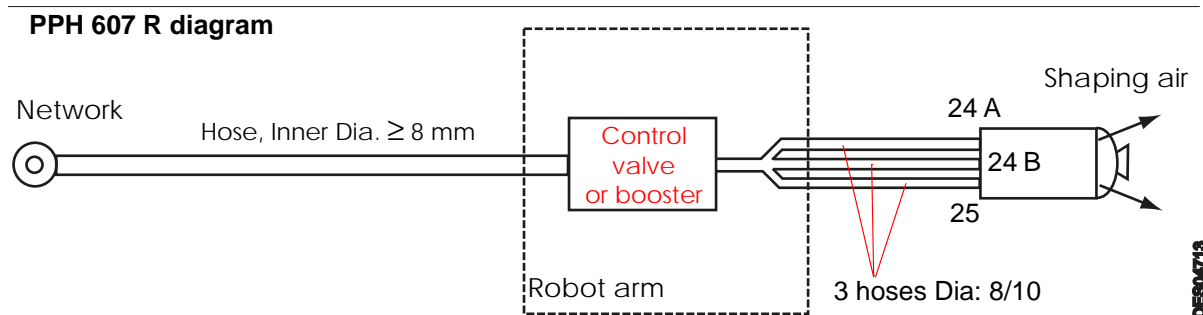 PPH 607 R diagram
Network
Hose, Inner Dia. ≥ 8 mm
Control
valve
or booster
Robot arm
24 A
24 B
25
Shaping air
3 hoses Dia: 8/10
DES04713